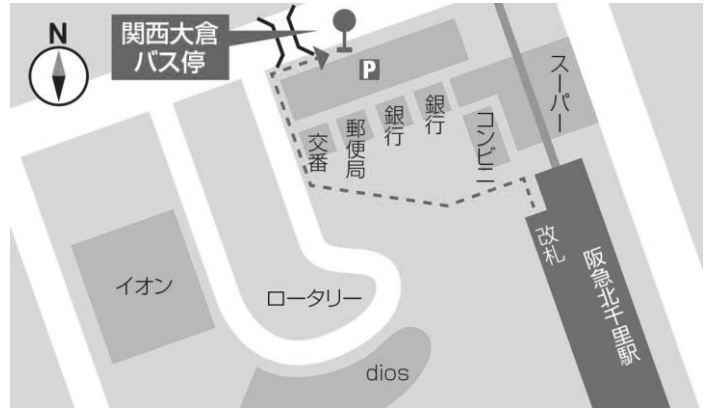 N
関西大倉
バス停
P
交番
郵便局
銀行
銀行
コンビニ
スーパー
改札
阪急北千里駅
イオン
ロータリー
dios